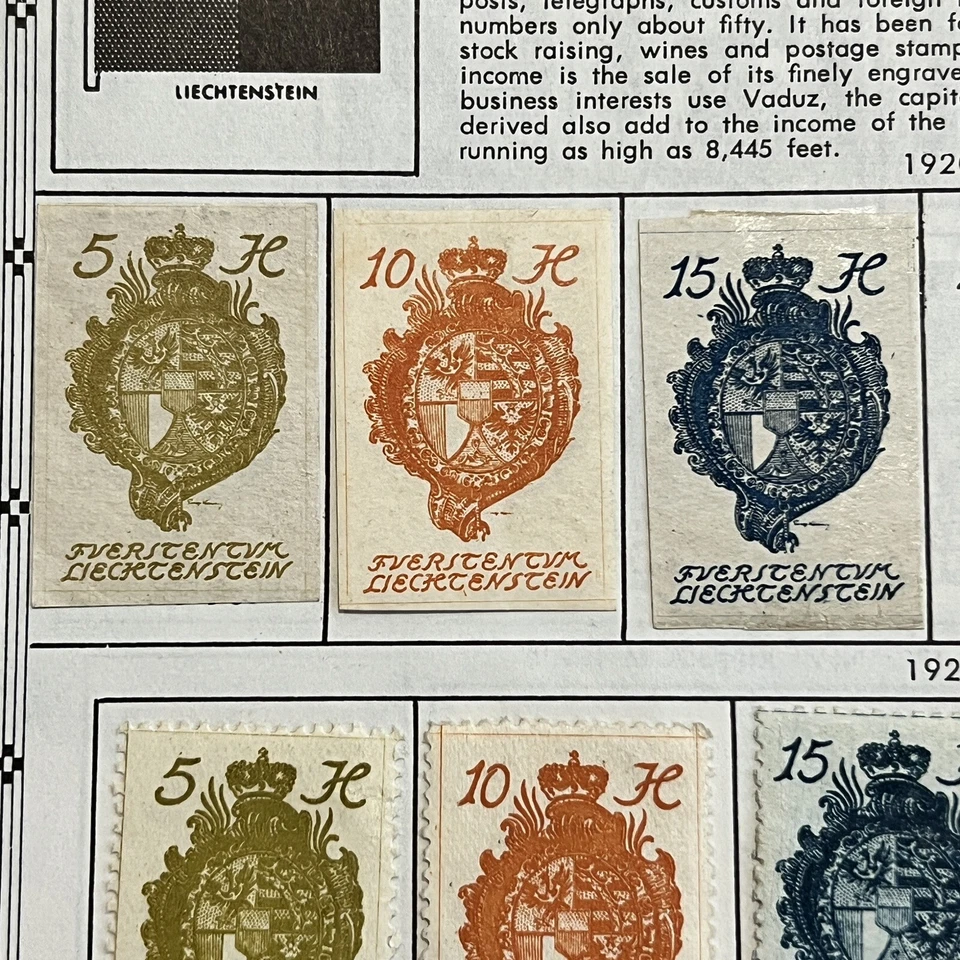 posts, telegraphs, customs and foreign
numbers only about fifty. It has been
stock raising, wines and postage stamp
income is the sale of its finely engrave
LIECHTENSTEIN
business interests use Vaduz, the capit
derived also add to the income of the
running as high as 8,445 feet.
192
5 H
10 H
15 H
FVERSTENTVM
LIECHTENSTEIN
FVERSTENTVM
LIECHTENSTEIN
FVERSTENTVM
LIECHTENSTEIN
192
5 H
10 H
15 H